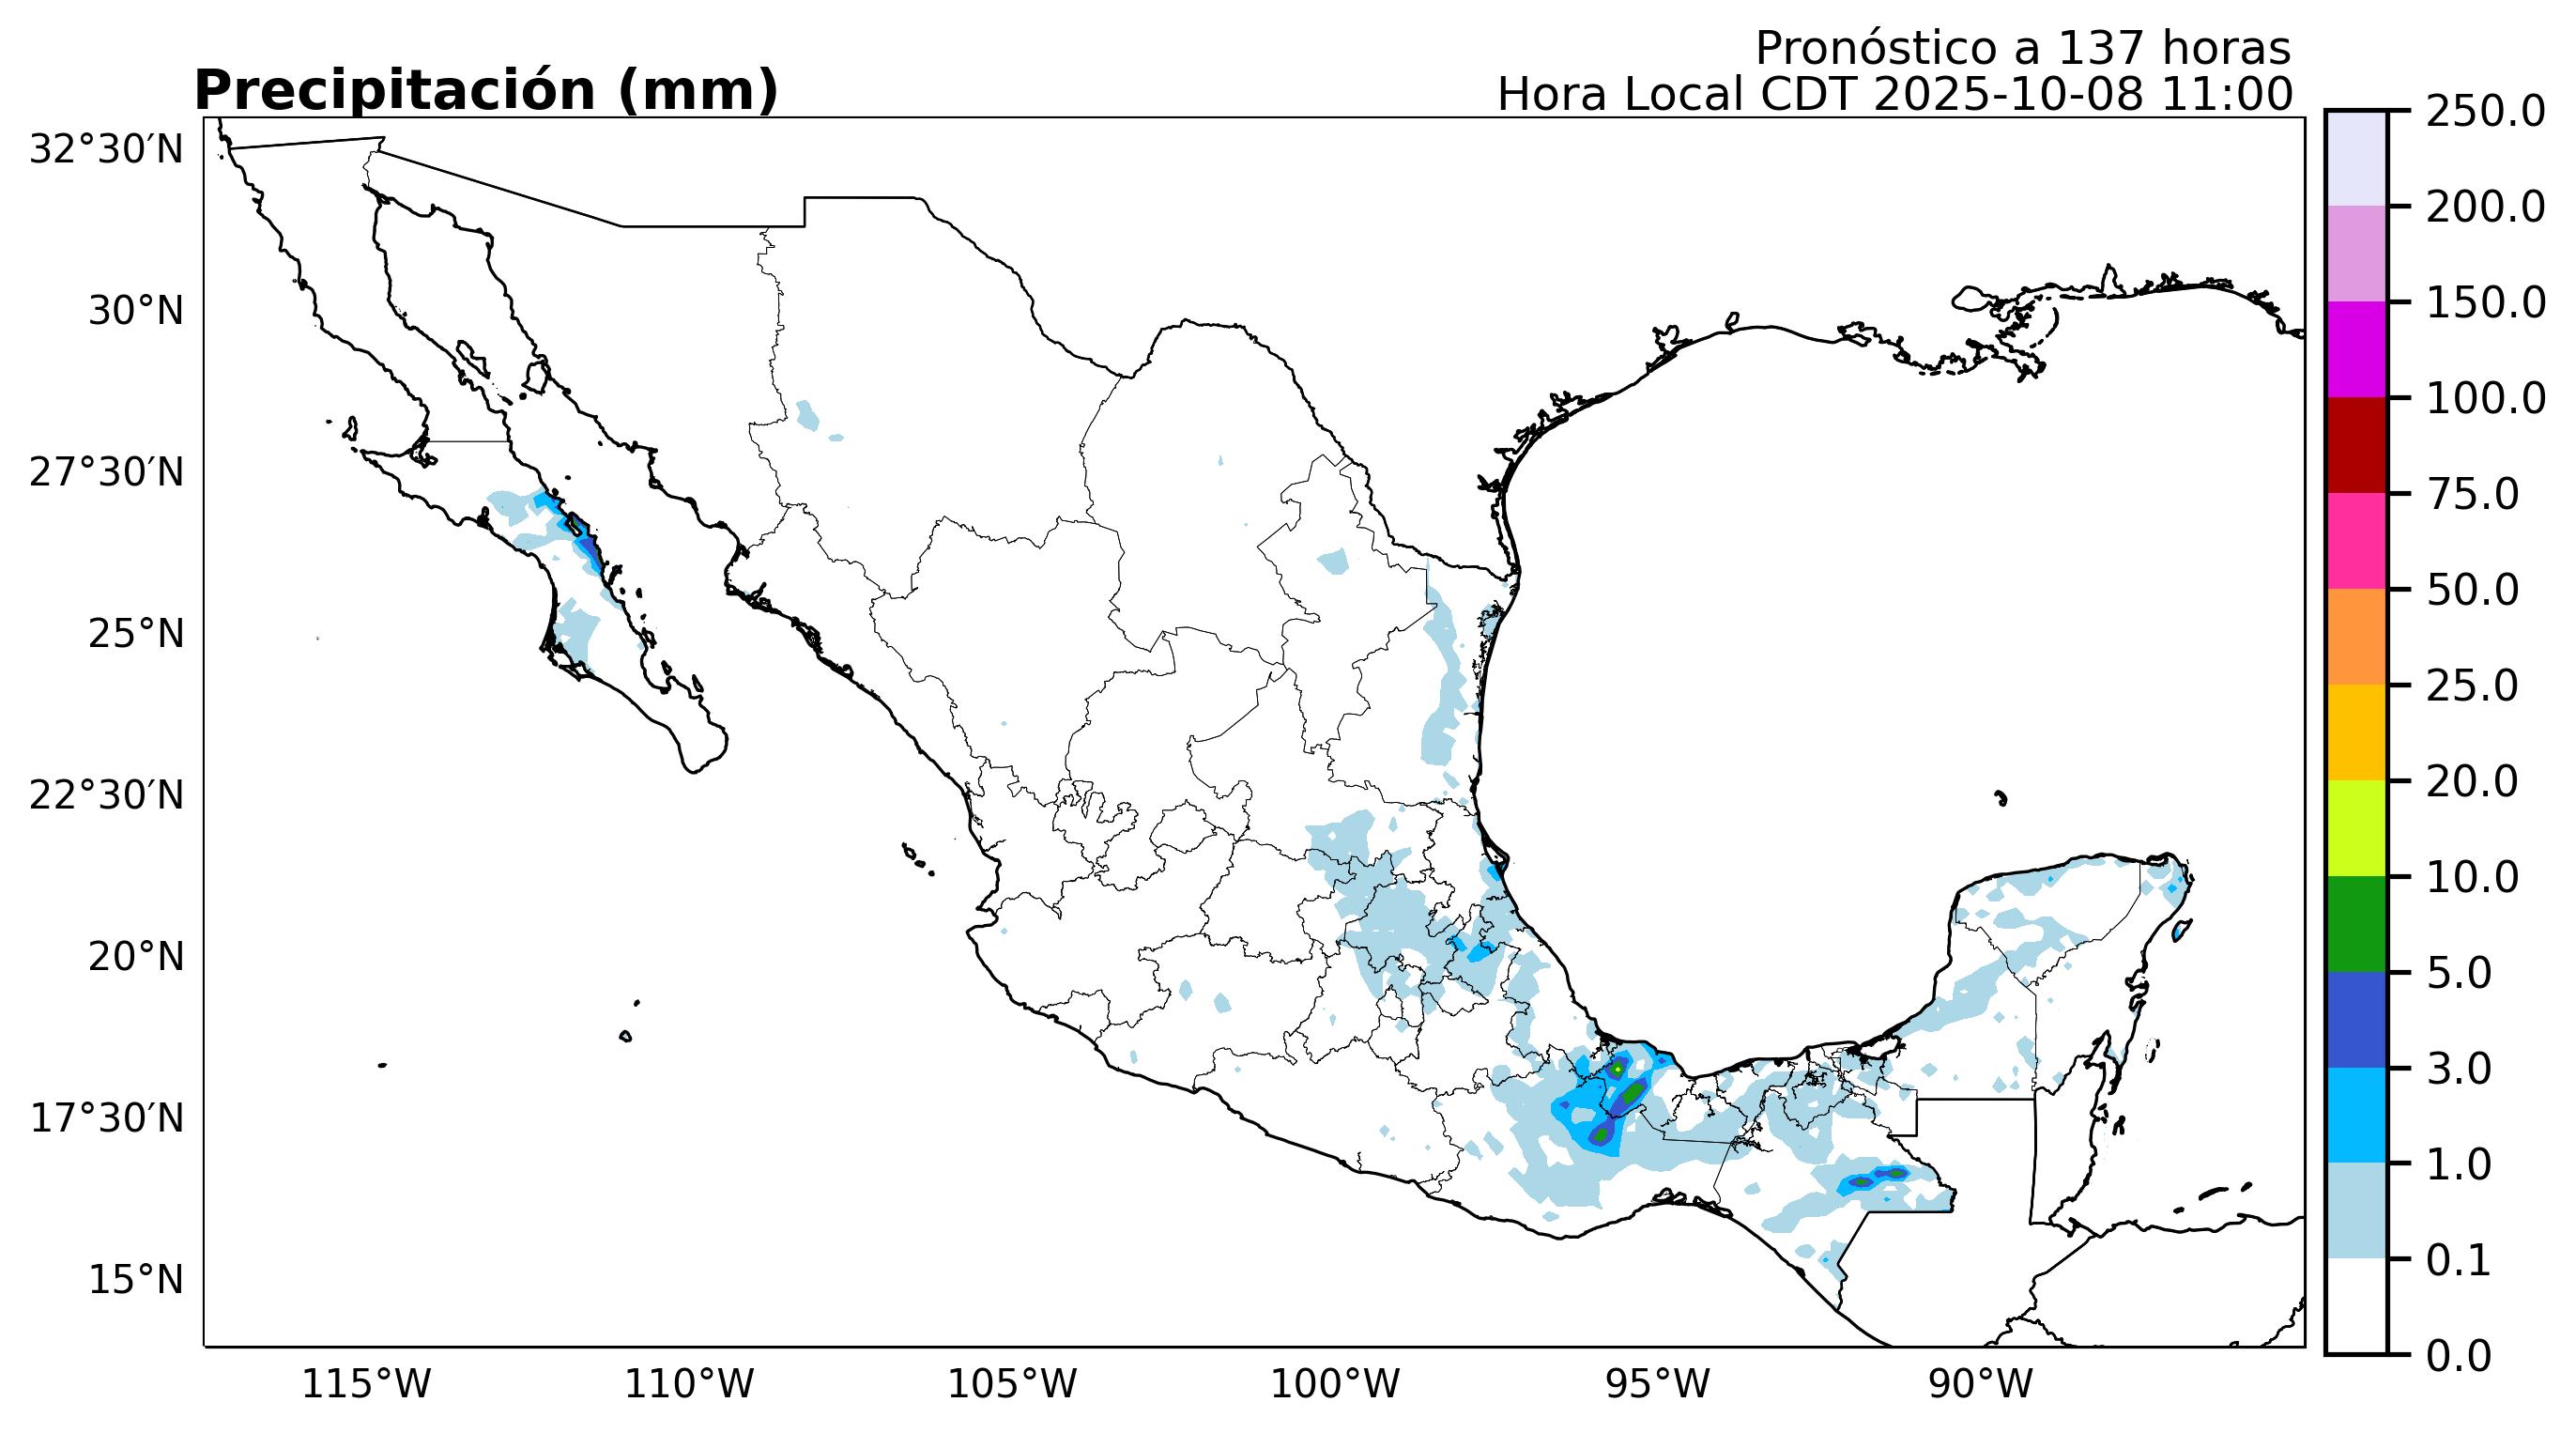 Pronóstico a 137 horas
Precipitación (mm)
Hora Local CDT 2025-10-08 11:00
32°30′N
30°N
27°30′N
25°N
22°30′N
20°N
17°30′N
15°N
115°W
110°W
105°W
100°W
95°W
90°W
250.0
200.0
150.0
100.0
75.0
50.0
25.0
20.0
10.0
5.0
3.0
1.0
0.1
0.0